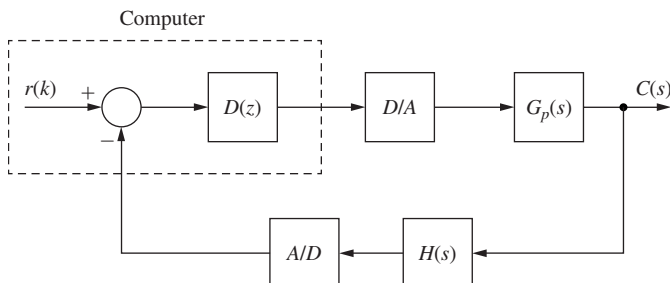 Computer
r(k)
+
−
D(z)
D/A
G_p(s)
C(s)
A/D
H(s)